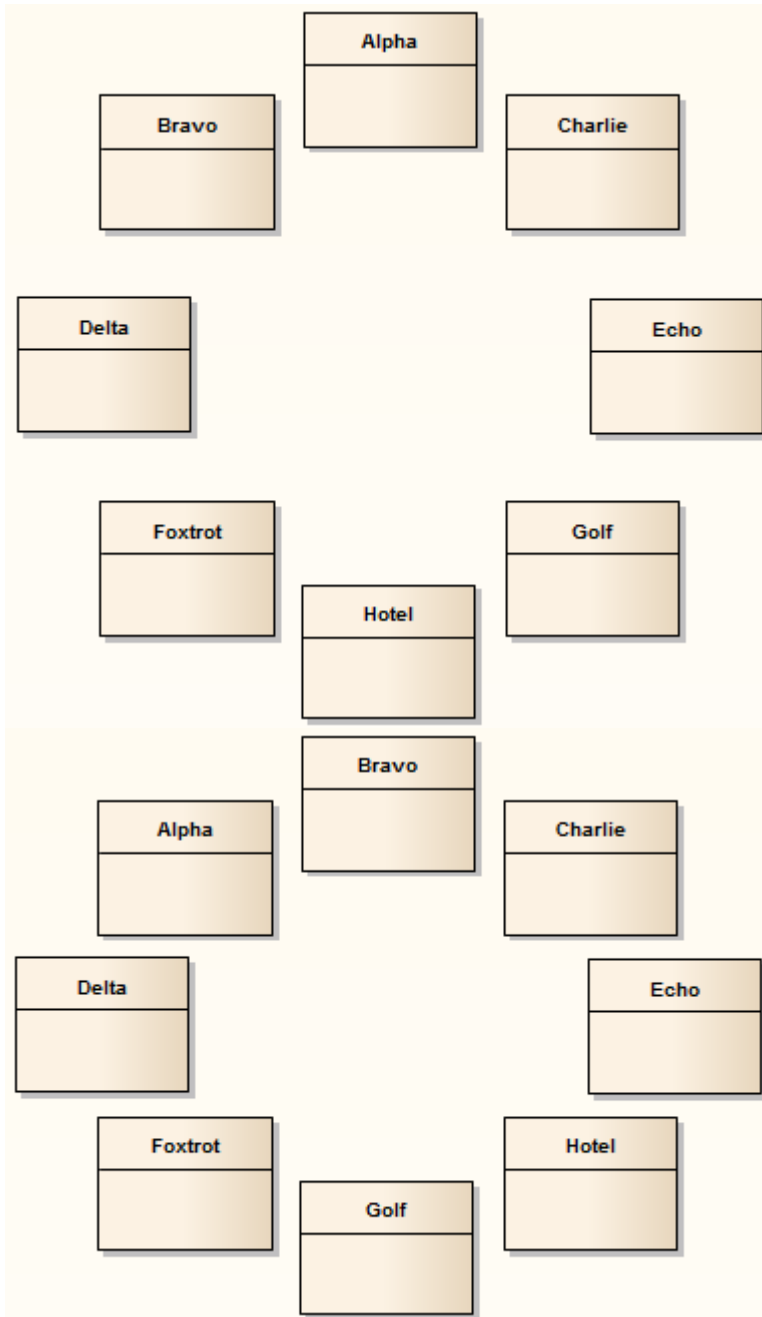 Alpha
Bravo
Charlie
Delta
Echo
Foxtrot
Golf
Hotel
Bravo
Alpha
Charlie
Delta
Echo
Foxtrot
Hotel
Golf